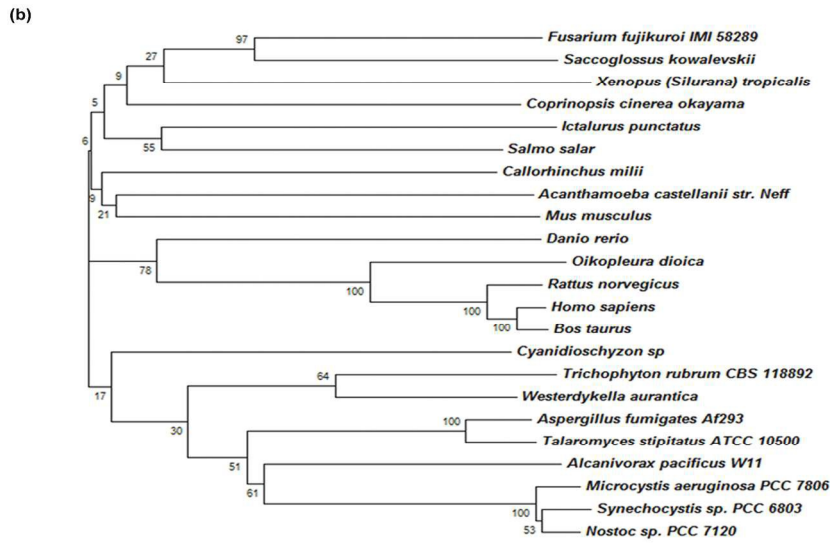 (b)
97
Fusarium fujikuroi IMI 58289
Saccoglossus kowalevskii
27
Xenopus (Silurana) tropicalis
9
Coprinopsis cinerea okayama
5
Ictalurus punctatus
55
Salmo salar
6
Callorhinchus milii
9
Acanthamoeba castellanii str. Neff
21
Mus musculus
Danio rerio
78
Oikopleura dioica
100
Rattus norvegicus
100
Homo sapiens
100
Bos taurus
Cyanidioschyzon sp
17
64
Trichophyton rubrum CBS 118892
Westerdykella aurantica
30
100
Aspergillus fumigates Af293
Talaromyces stipitatus ATCC 10500
51
Alcanivorax pacificus W11
61
Microcystis aeruginosa PCC 7806
100
Synechocystis sp. PCC 6803
53
Nostoc sp. PCC 7120